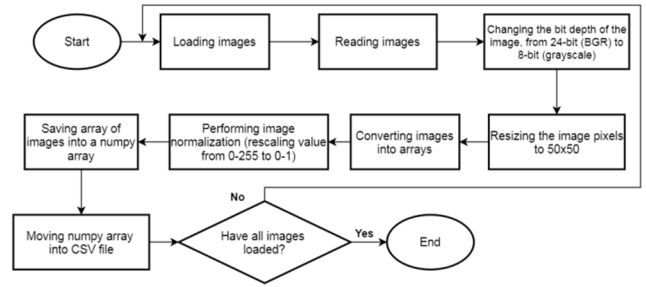 Start
Loading images
Reading images
Changing the bit depth of the
image, from 24-bit (BGR) to
8-bit (grayscale)
Saving array of
images into a numpy
array
Performing image
normalization (rescaling value
from 0-255 to 0-1)
Converting images
into arrays
Resizing the image pixels
to 50x50
No
Moving numpy array
into CSV file
Have all images
loaded?
Yes
End